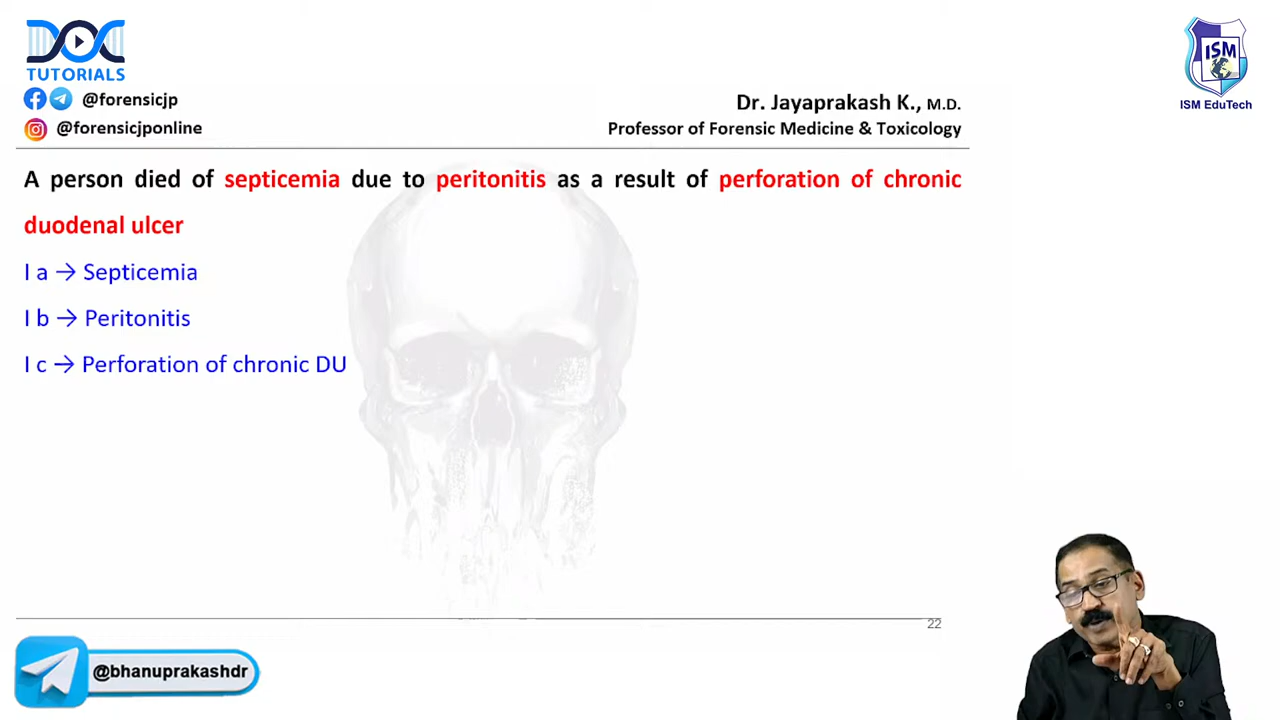 TUTORIALS
@forensicjp
@forensicjponline
Dr. Jayaprakash K., M.D.
Professor of Forensic Medicine & Toxicology
ISM
ISM EduTech
A person died of septicemia due to peritonitis as a result of perforation of chronic
duodenal ulcer
I a → Septicemia
I b → Peritonitis
I c → Perforation of chronic DU
22
@bhanuprakashdr